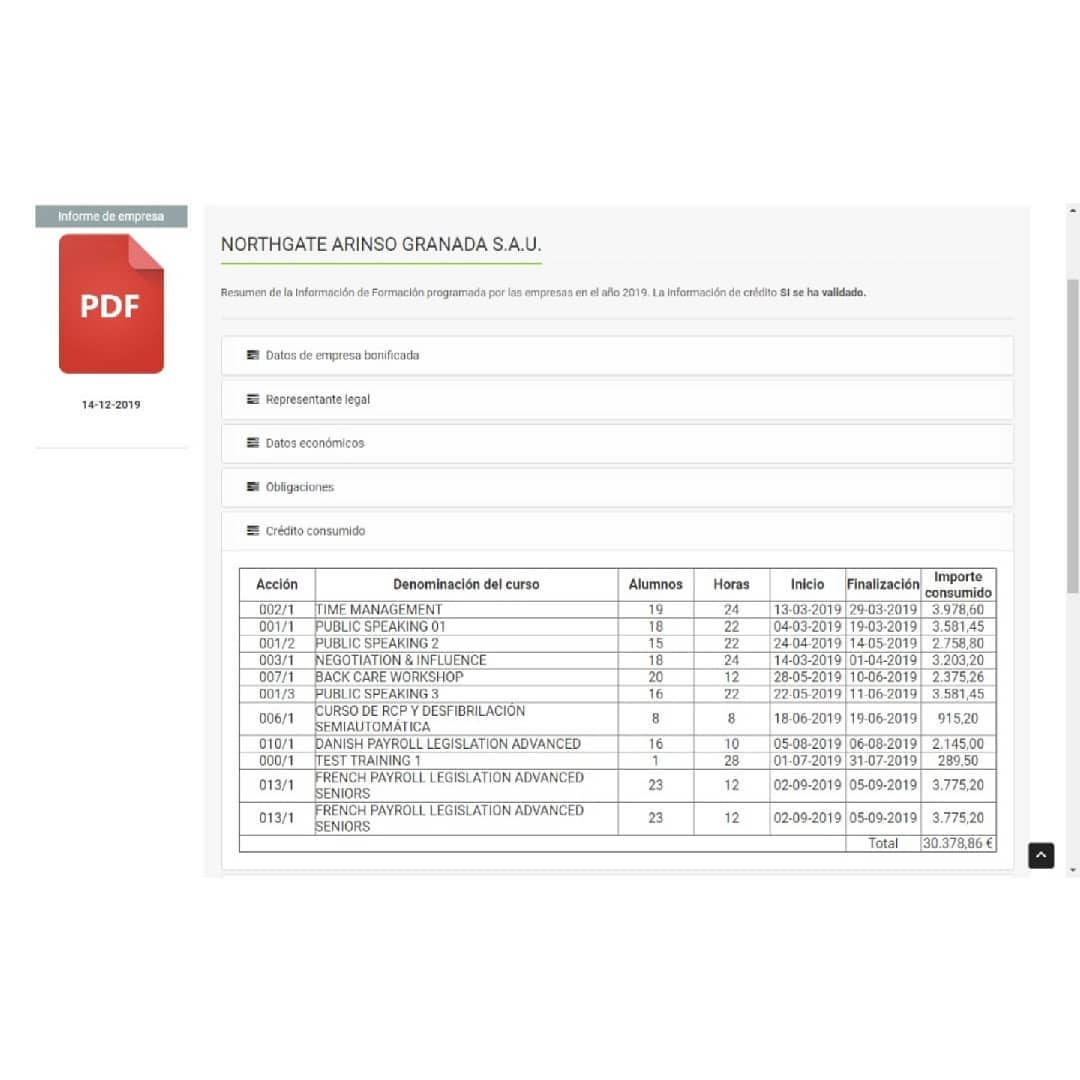 Informe de empresa
PDF
14-12-2019
NORTHGATE ARINSO GRANADA S.A.U.
Resumen de la Información de Formación programada por las empresas en el año 2019. La información de crédito SI se ha validado.
Datos de empresa bonificada
Representante legal
Datos económicos
Obligaciones
Crédito consumido
Acción Denominación del curso Alumnos Horas Inicio Finalización Importe consumido
002/1 TIME MANAGEMENT 19 24 13-03-2019 29-03-2019 3.978,60
001/1 PUBLIC SPEAKING 01 18 22 04-03-2019 19-03-2019 3.581,45
001/2 PUBLIC SPEAKING 2 15 22 24-04-2019 14-05-2019 2.758,80
003/1 NEGOTIATION & INFLUENCE 18 24 14-03-2019 01-04-2019 3.203,20
007/1 BACK CARE WORKSHOP 20 12 28-05-2019 10-06-2019 2.375,26
001/3 PUBLIC SPEAKING 3 16 22 22-05-2019 11-06-2019 3.581,45
006/1 CURSO DE RCP Y DESFIBRILACIÓN SEMIAUTOMÁTICA 8 8 18-06-2019 19-06-2019 915,20
010/1 DANISH PAYROLL LEGISLATION ADVANCED 16 10 05-08-2019 06-08-2019 2.145,00
000/1 TEST TRAINING 1 1 28 01-07-2019 31-07-2019 289,50
013/1 FRENCH PAYROLL LEGISLATION ADVANCED SENIORS 23 12 02-09-2019 05-09-2019 3.775,20
013/1 FRENCH PAYROLL LEGISLATION ADVANCED SENIORS 23 12 02-09-2019 05-09-2019 3.775,20
Total 30.378,86 €